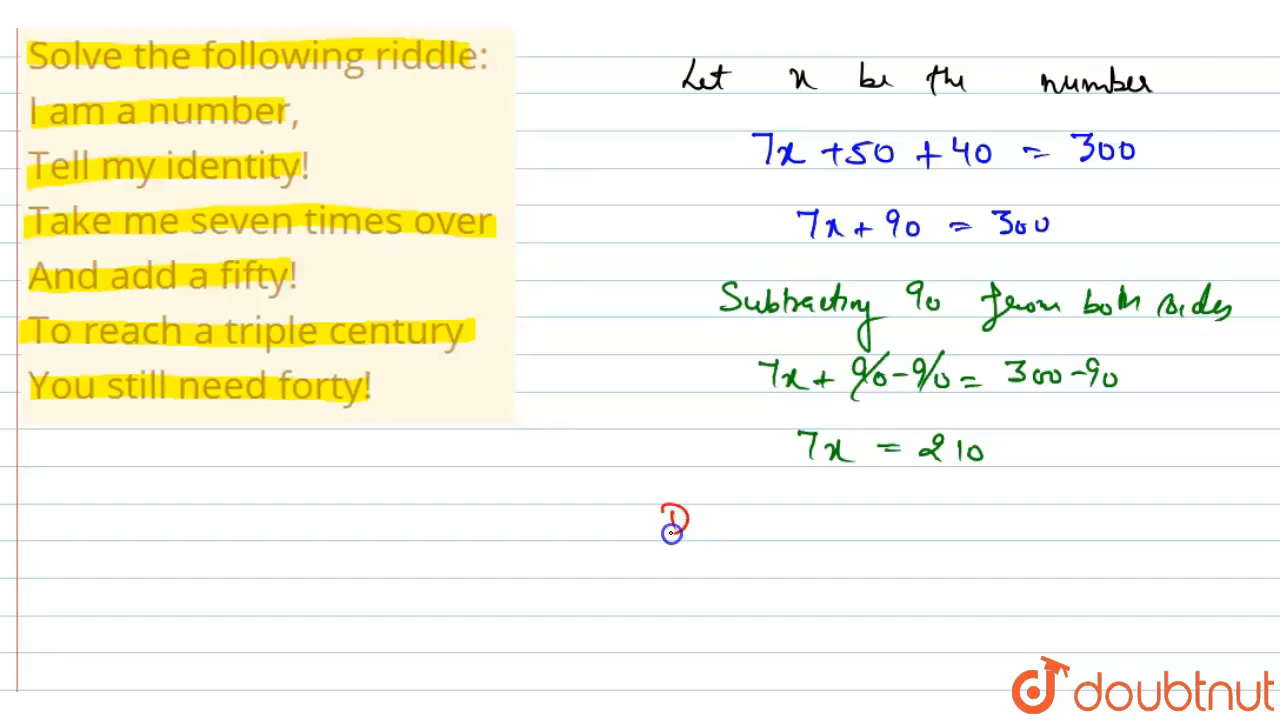 Solve the following riddle:
I am a number,
Tell my identity!
Take me seven times over
And add a fifty!
To reach a triple century
You still need forty!
Let x be the number
7x + 50 + 40 = 300
7x + 90 = 300
Subtracting 90 from both sides
7x + 90 - 90 = 300 - 90
7x = 210
D
doubtnut